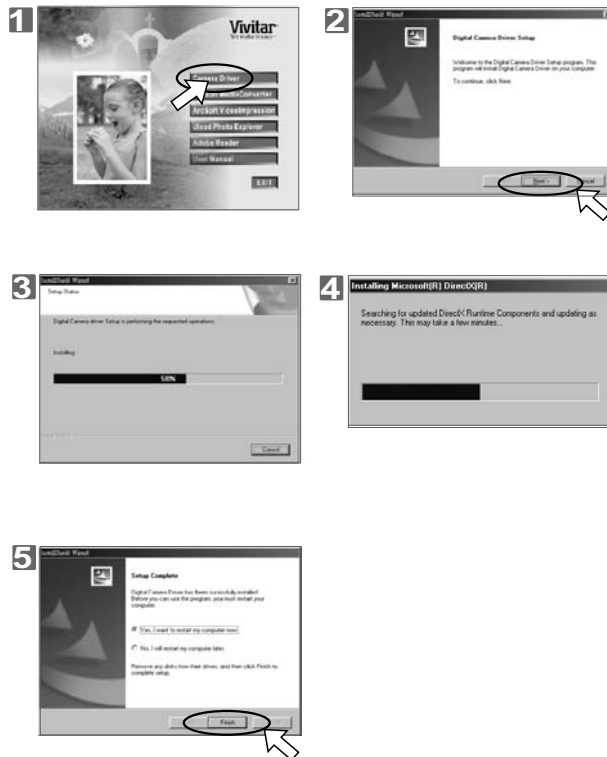 1
Vivitar
Camera Driver
ArcSoft VideoImpression
Ulead Photo Explorer
Adobe Reader
User Manual
EXIT
2
InstallShield Wizard
Digital Camera Driver Setup
Welcome to the Digital Camera Driver Setup program. This
program will install Digital Camera Driver on your computer.
To continue, click Next.
Next >
3
InstallShield Wizard
Setup Status
Digital Camera driver Setup is performing the requested operations.
Installing
58%
Cancel
4
Installing Microsoft(R) DirectX(R)
Searching for updated DirectX Runtime Components and updating as
necessary. This may take a few minutes...
5
InstallShield Wizard
Setup Complete
Digital Camera Driver has been successfully installed.
Before you can use the program, you must restart your
computer.
Yes, I want to restart my computer now.
No, I will restart my computer later.
Remove any disks from their drives, and then click Finish to
complete setup.
Finish